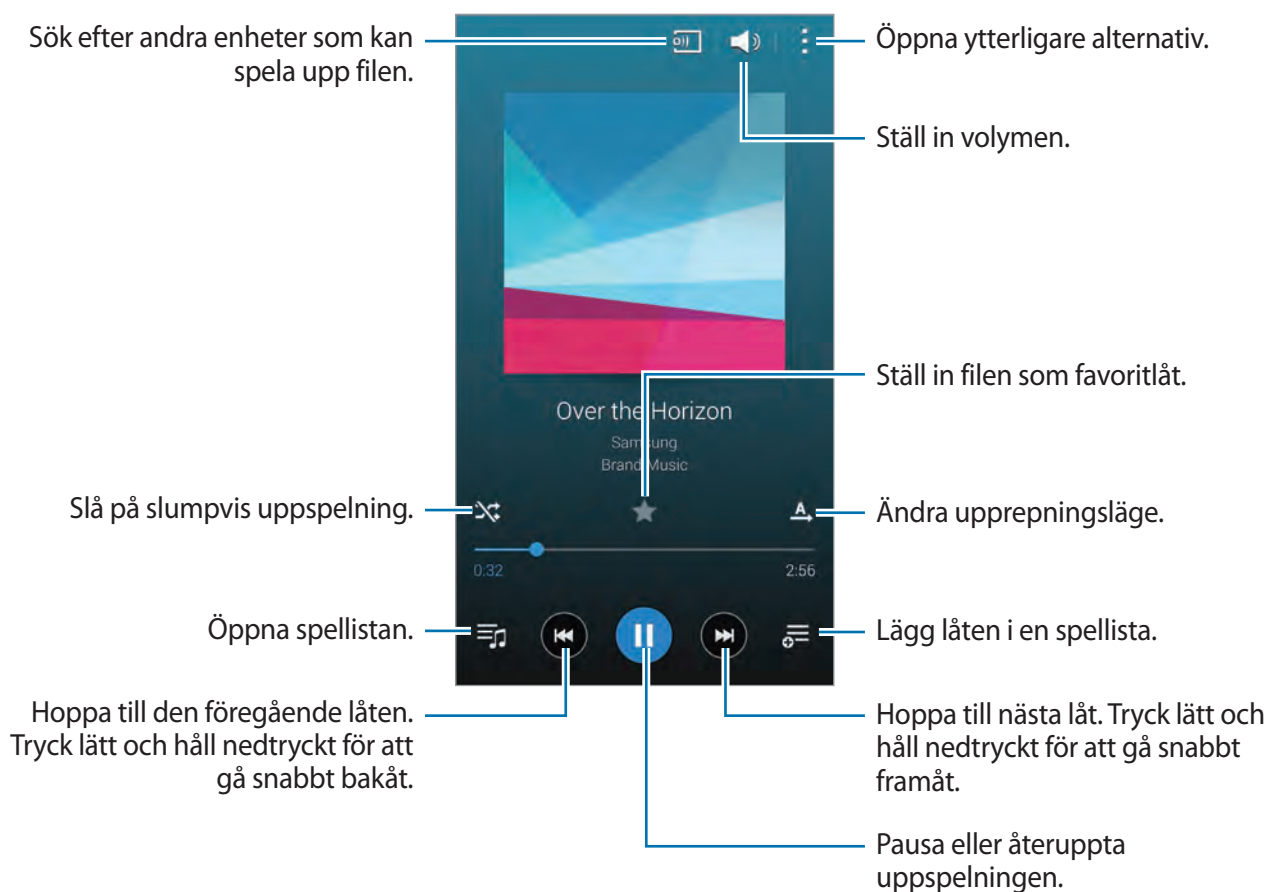 Sök efter andra enheter som kan
spela upp filen.
Öppna ytterligare alternativ.
Ställ in volymen.
Ställ in filen som favoritlåt.
Over the Horizon
Samsung
Brand Music
Slå på slumpvis uppspelning.
A
Ändra upprepningsläge.
0:32
2:56
Öppna spellistan.
Lägg låten i en spellista.
Hoppa till den föregående låten.
Tryck lätt och håll nedtryckt för att
gå snabbt bakåt.
Hoppa till nästa låt. Tryck lätt och
håll nedtryckt för att gå snabbt
framåt.
Pausa eller återuppta
uppspelningen.